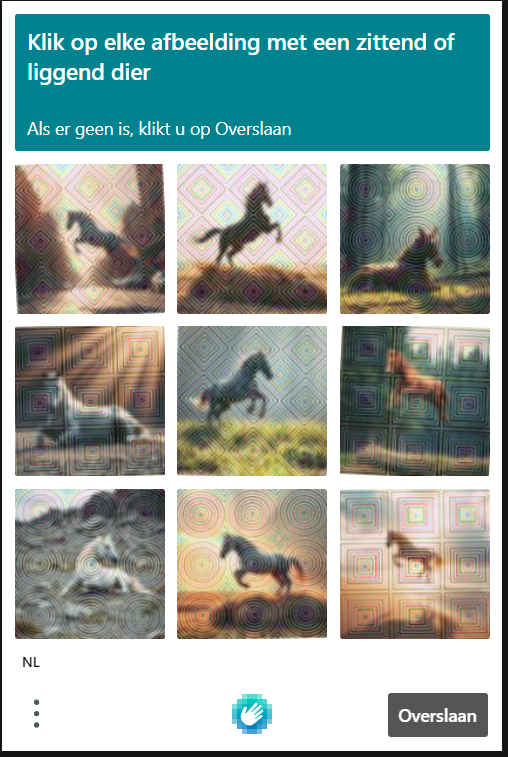 Klik op elke afbeelding met een zittend of
liggend dier
Als er geen is, klikt u op Overslaan
NL
Overslaan